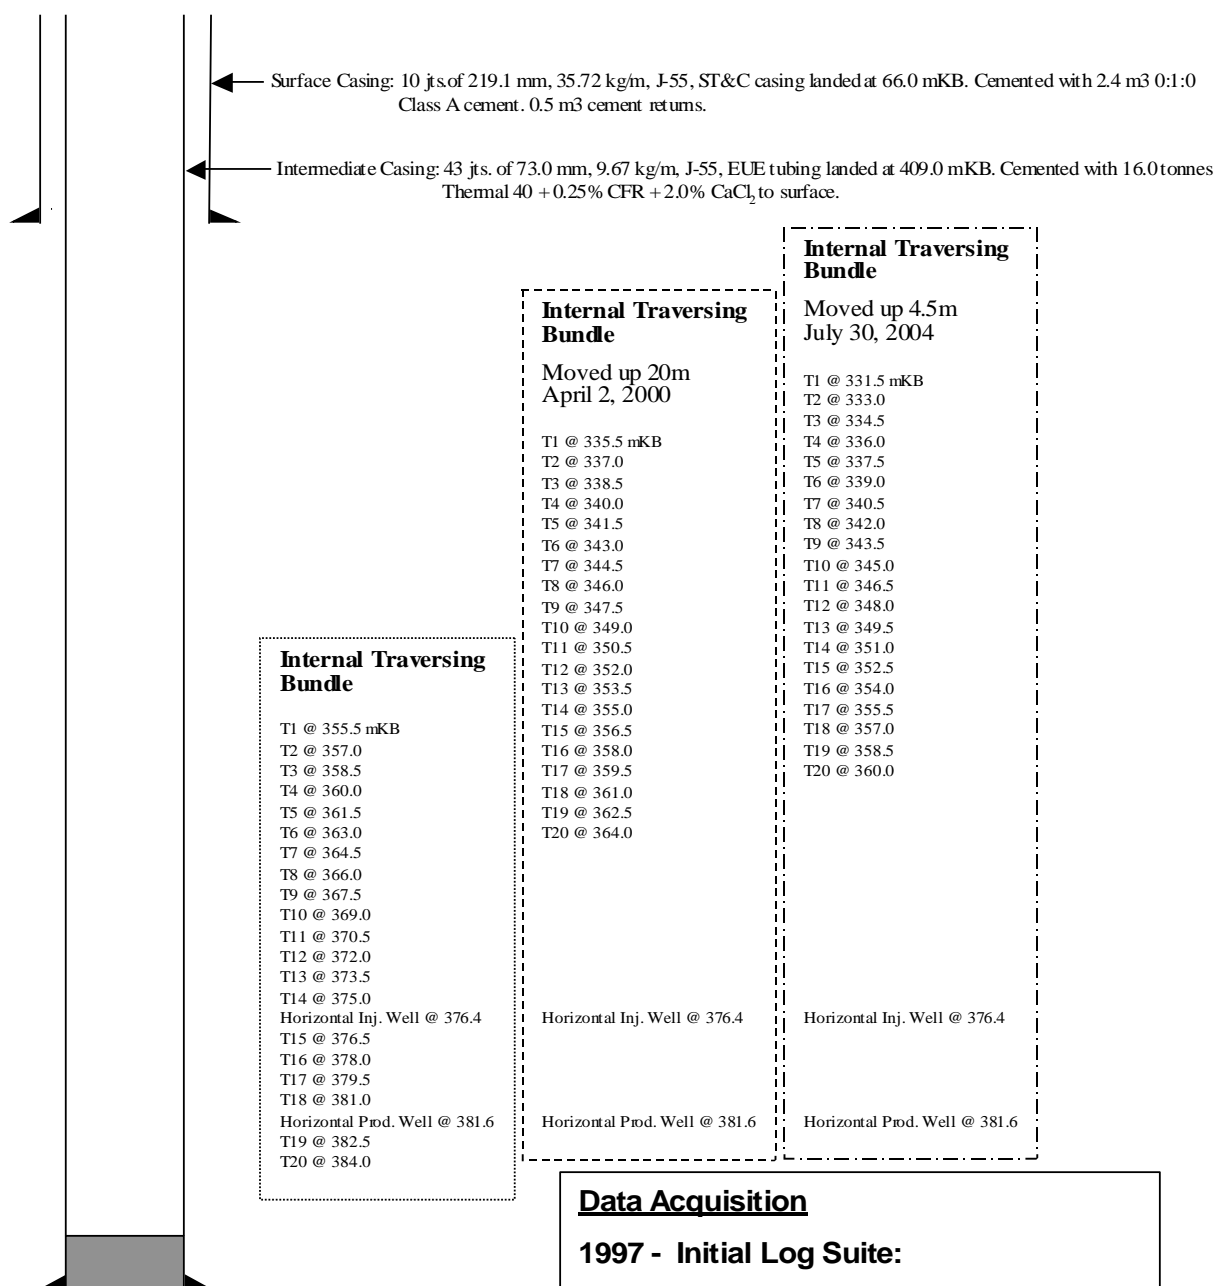 Surface Casing: 10 jts.of 219.1 mm, 35.72 kg/m, J-55, ST&C casing landed at 66.0 mKB. Cemented with 2.4 m3 0:1:0
Class A cement. 0.5 m3 cement returns.
Intermediate Casing: 43 jts. of 73.0 mm, 9.67 kg/m, J-55, EUE tubing landed at 409.0 mKB. Cemented with 16.0 tonnes
Thermal 40 + 0.25% CFR + 2.0% CaCl2 to surface.
Internal Traversing
Bundle
T1 @ 355.5 mKB
T2 @ 357.0
T3 @ 358.5
T4 @ 360.0
T5 @ 361.5
T6 @ 363.0
T7 @ 364.5
T8 @ 366.0
T9 @ 367.5
T10 @ 369.0
T11 @ 370.5
T12 @ 372.0
T13 @ 373.5
T14 @ 375.0
Horizontal Inj. Well @ 376.4
T15 @ 376.5
T16 @ 378.0
T17 @ 379.5
T18 @ 381.0
Horizontal Prod. Well @ 381.6
T19 @ 382.5
T20 @ 384.0
Internal Traversing
Bundle
Moved up 20m
April 2, 2000
T1 @ 335.5 mKB
T2 @ 337.0
T3 @ 338.5
T4 @ 340.0
T5 @ 341.5
T6 @ 343.0
T7 @ 344.5
T8 @ 346.0
T9 @ 347.5
T10 @ 349.0
T11 @ 350.5
T12 @ 352.0
T13 @ 353.5
T14 @ 355.0
T15 @ 356.5
T16 @ 358.0
T17 @ 359.5
T18 @ 361.0
T19 @ 362.5
T20 @ 364.0
Horizontal Inj. Well @ 376.4
Horizontal Prod. Well @ 381.6
Internal Traversing
Bundle
Moved up 4.5m
July 30, 2004
T1 @ 331.5 mKB
T2 @ 333.0
T3 @ 334.5
T4 @ 336.0
T5 @ 337.5
T6 @ 339.0
T7 @ 340.5
T8 @ 342.0
T9 @ 343.5
T10 @ 345.0
T11 @ 346.5
T12 @ 348.0
T13 @ 349.5
T14 @ 351.0
T15 @ 352.5
T16 @ 354.0
T17 @ 355.5
T18 @ 357.0
T19 @ 358.5
T20 @ 360.0
Horizontal Inj. Well @ 376.4
Horizontal Prod. Well @ 381.6
Data Acquisition
1997 - Initial Log Suite: